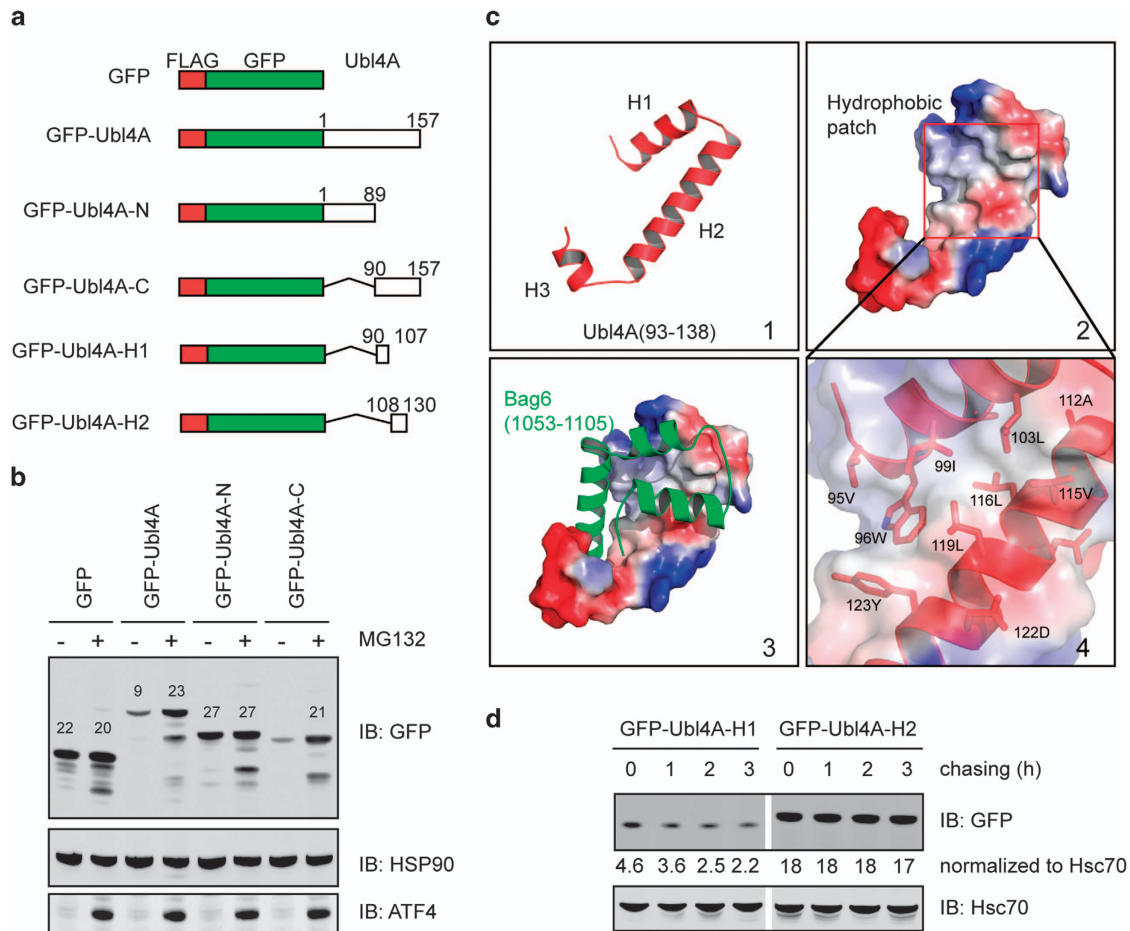 a
FLAG GFP Ubl4A
GFP
1 157
GFP-Ubl4A
1 89
GFP-Ubl4A-N
90 157
GFP-Ubl4A-C
90 107
GFP-Ubl4A-H1
108 130
GFP-Ubl4A-H2
b
GFP GFP-Ubl4A GFP-Ubl4A-N GFP-Ubl4A-C
- + - + - + - + MG132
22 20 9 23 27 27 21
IB: GFP
IB: HSP90
IB: ATF4
c
H1
H2
H3
Ubl4A(93-138)
1
Hydrophobic
patch
2
Bag6
(1053-1105)
3
112A
103L
99I
95V
116L
115V
96W
119L
123Y
122D
4
d
GFP-Ubl4A-H1 GFP-Ubl4A-H2
0 1 2 3 0 1 2 3 chasing (h)
IB: GFP
4.6 3.6 2.5 2.2 18 18 18 17 normalized to Hsc70
IB: Hsc70